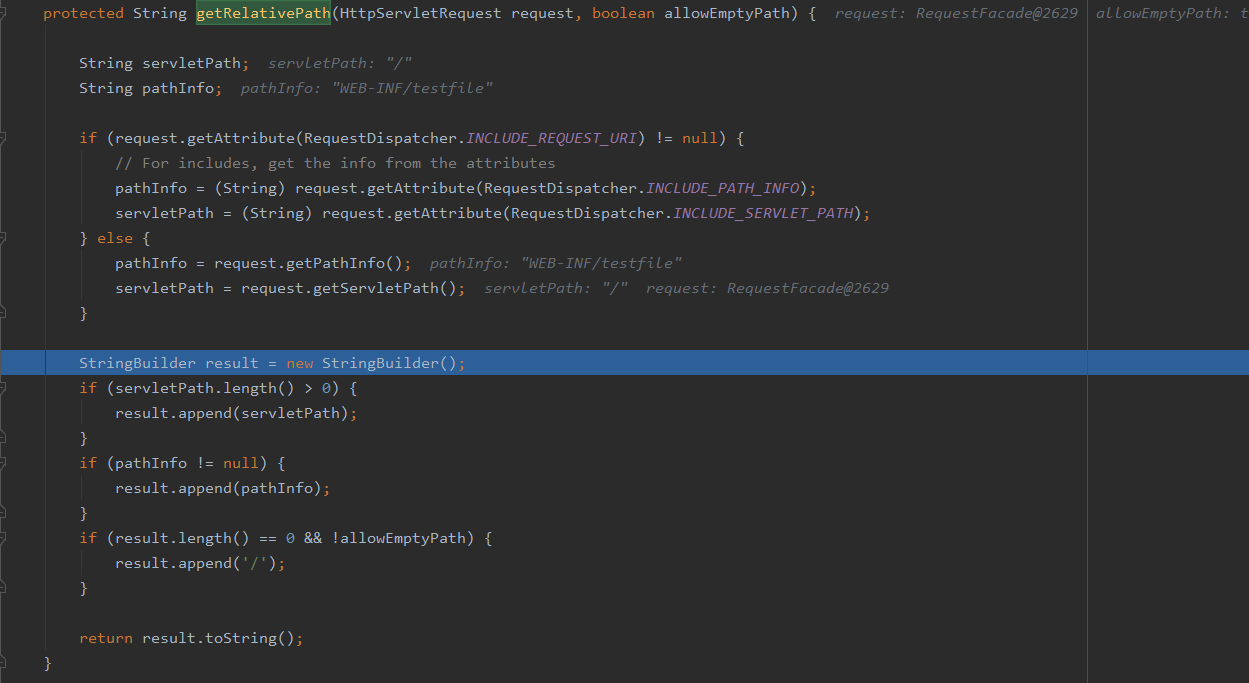 protected String getRelativePath(HttpServletRequest request, boolean allowEmptyPath) {  request: RequestFacade@2629  allowEmptyPath: t
String servletPath;  servletPath: "/"
String pathInfo;  pathInfo: "WEB-INF/testfile"
if (request.getAttribute(RequestDispatcher.INCLUDE_REQUEST_URI) != null) {
// For includes, get the info from the attributes
pathInfo = (String) request.getAttribute(RequestDispatcher.INCLUDE_PATH_INFO);
servletPath = (String) request.getAttribute(RequestDispatcher.INCLUDE_SERVLET_PATH);
} else {
pathInfo = request.getPathInfo();  pathInfo: "WEB-INF/testfile"
servletPath = request.getServletPath();  servletPath: "/"  request: RequestFacade@2629
}
StringBuilder result = new StringBuilder();
if (servletPath.length() > 0) {
result.append(servletPath);
}
if (pathInfo != null) {
result.append(pathInfo);
}
if (result.length() == 0 && !allowEmptyPath) {
result.append('/');
}
return result.toString();
}